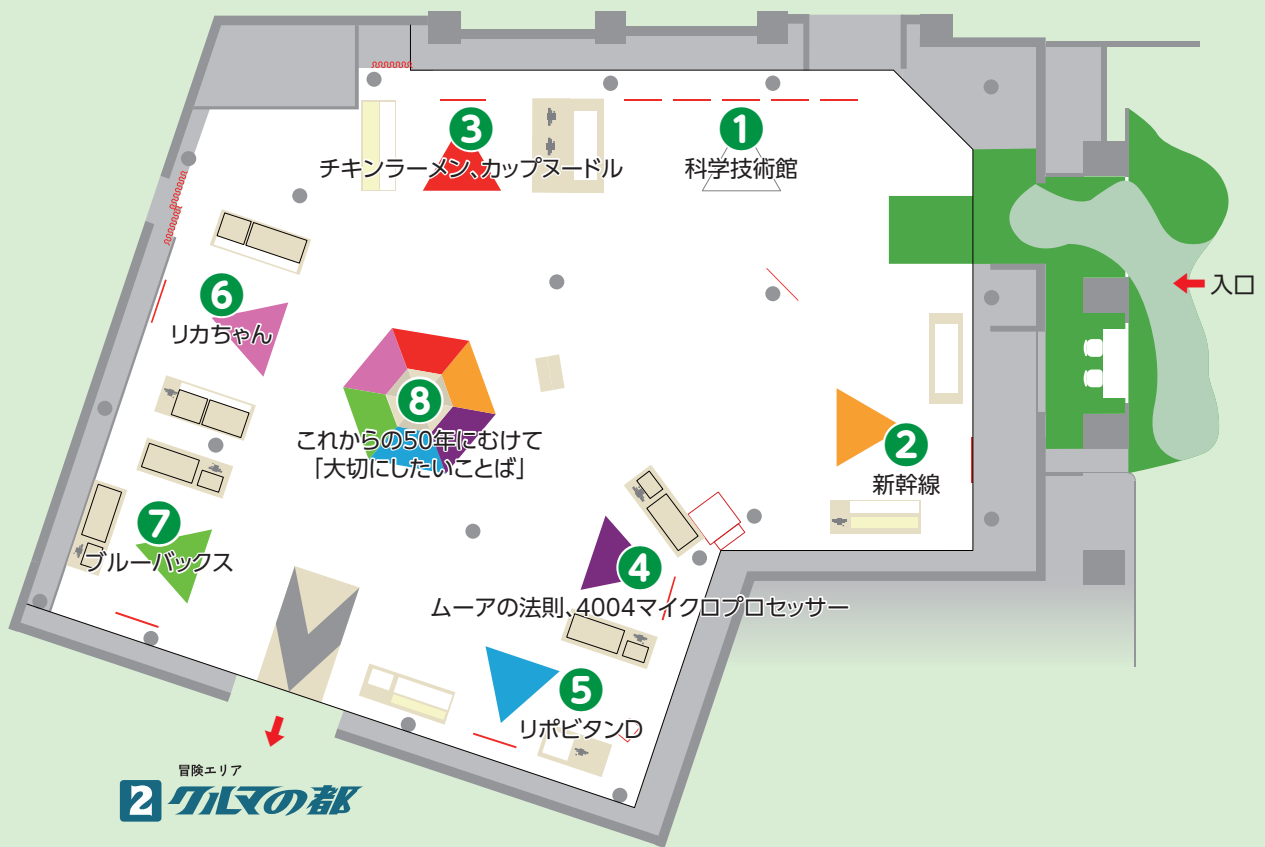 3
チキンラーメン、カップヌードル
1
科学技術館
入口
6
リカちゃん
8
これからの50年にむけて
「大切にしたいことば」
2
新幹線
7
ブルーバックス
4
ムーアの法則、4004マイクロプロセッサー
5
リポビタンD
冒険エリア
2 クルマの都